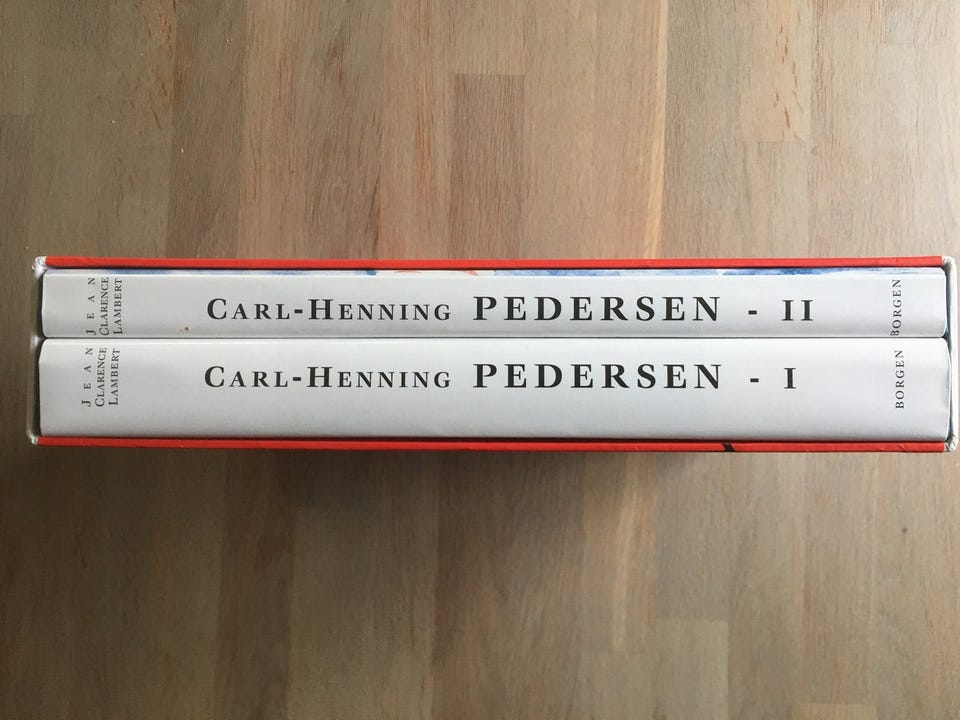 JEAN
CLARENCE
LAMBERT
CARL-HENNING PEDERSEN - II
BORGEN
JEAN
CLARENCE
LAMBERT
CARL-HENNING PEDERSEN - I
BORGEN